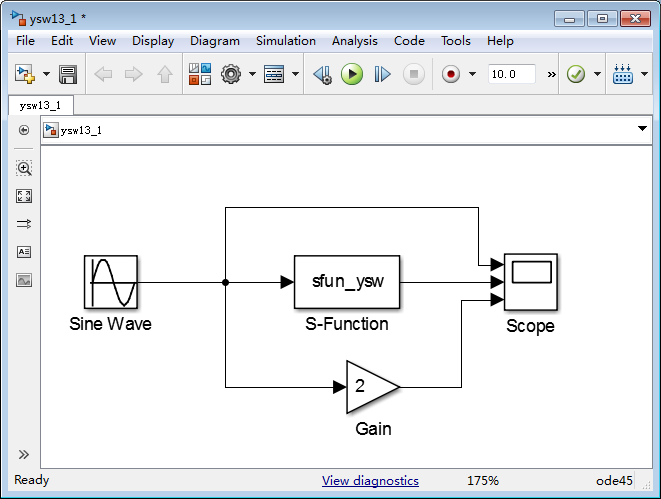 ysw13_1 *
File Edit View Display Diagram Simulation Analysis Code Tools Help
10.0 »
ysw13_1
ysw13_1
sfun_ysw
Sine Wave
S-Function
Scope
2
Gain
Ready
View diagnostics
175%
ode45